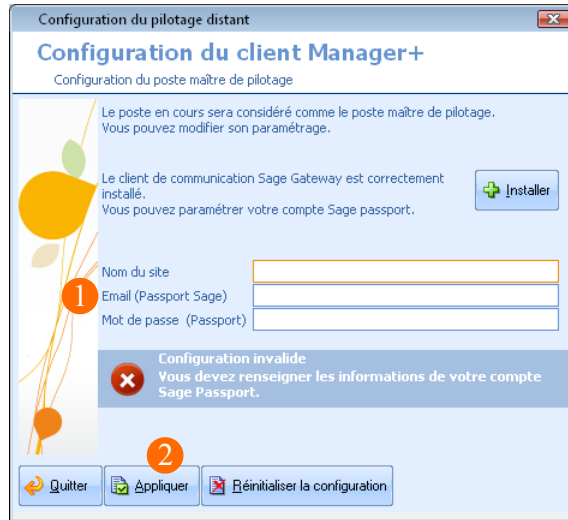 Configuration du pilotage distant
Configuration du client Manager+
Configuration du poste maître de pilotage
Le poste en cours sera considéré comme le poste maître de pilotage.
Vous pouvez modifier son paramétrage.
Le client de communication Sage Gateway est correctement
installé.
Vous pouvez paramétrer votre compte Sage passport.
Installer
Nom du site
1
Email (Passport Sage)
Mot de passe (Passport)
Configuration invalide
Vous devez renseigner les informations de votre compte
Sage Passport.
2
Quitter
Appliquer
Réinitialiser la configuration